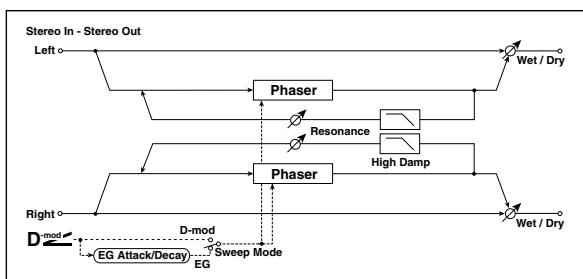 Stereo In - Stereo Out
Left
Wet / Dry
Phaser
Resonance
High Damp
Phaser
Right
Wet / Dry
D-mod
D-mod
EG Attack/Decay
EG
Sweep Mode